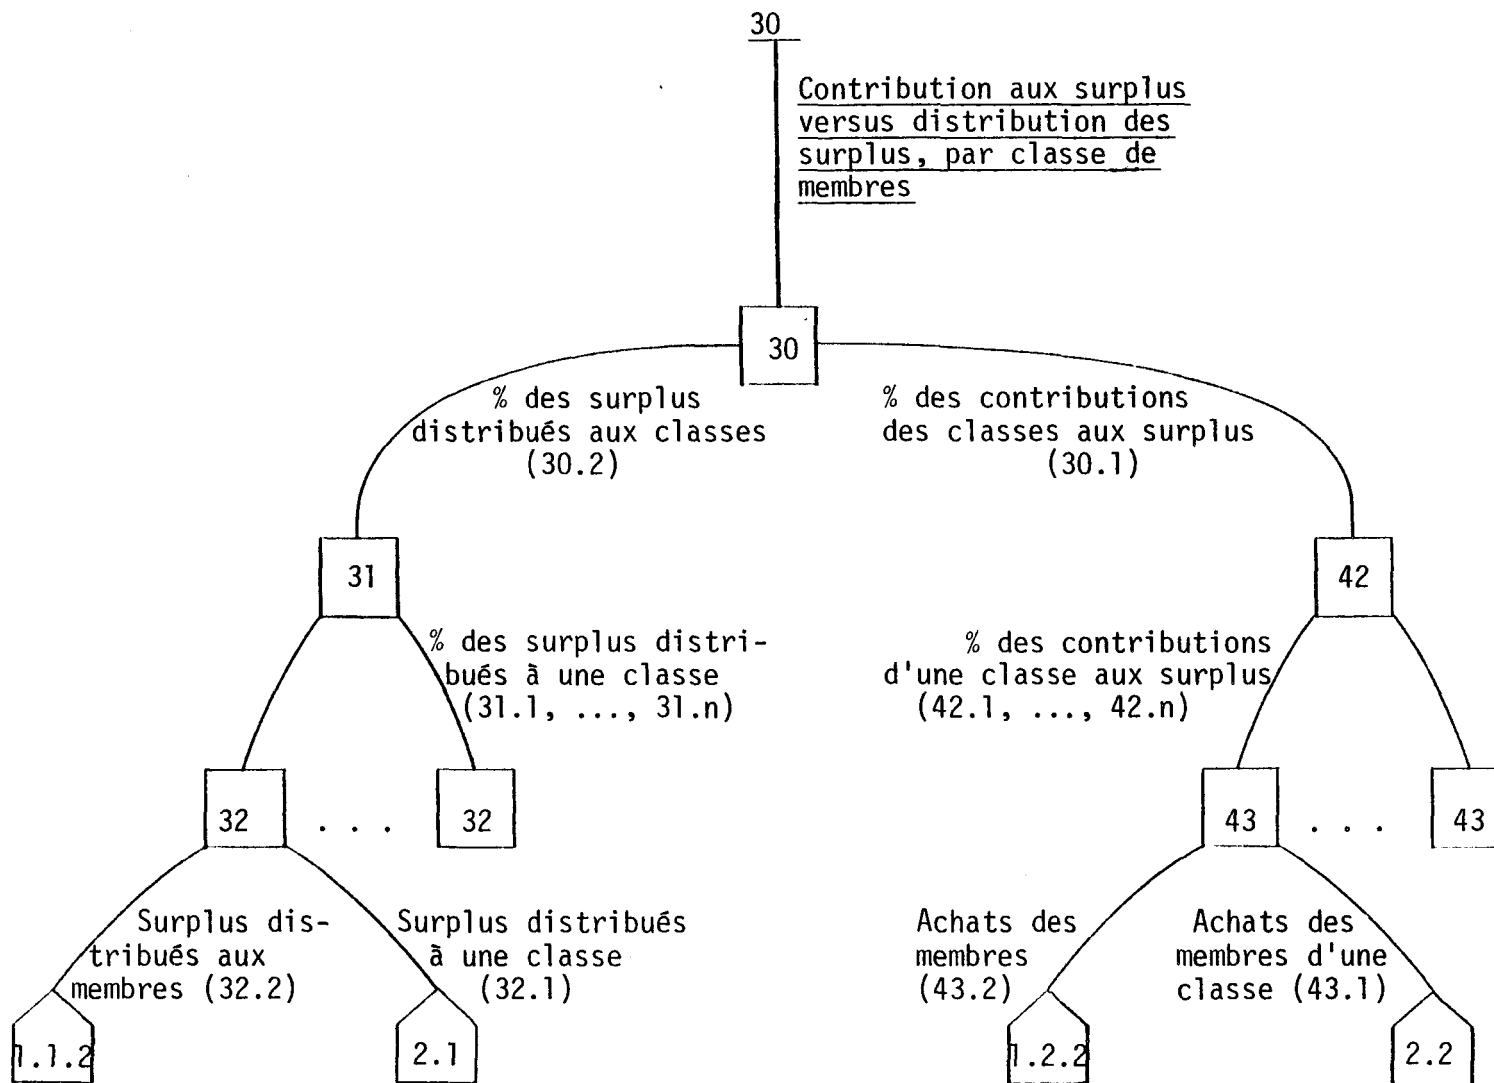 30
Contribution aux surplus
versus distribution des
surplus, par classe de
membres
30
% des surplus
distribués aux classes
(30.2)
% des contributions
des classes aux surplus
(30.1)
31
42
% des surplus distri-
bués à une classe
(31.1, ..., 31.n)
% des contributions
d'une classe aux surplus
(42.1, ..., 42.n)
32
. . .
32
43
. . .
43
Surplus dis-
tribués aux
membres (32.2)
Surplus distribués
à une classe
(32.1)
Achats des
membres
(43.2)
Achats des
membres d'une
classe (43.1)
1.1.2
2.1
1.2.2
2.2